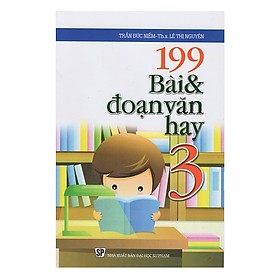 TRẦN ĐỨC NIỀM-Th.s. LÊ THỊ NGUYÊN
199
Bài&
đoạn văn
hay
3
SP
NHÀ XUẤT BẢN ĐẠI HỌC SƯ PHẠM